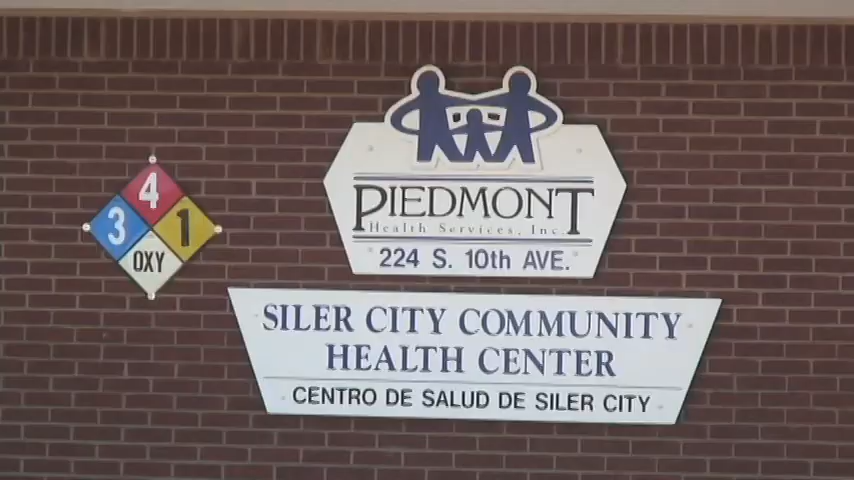 4
3
1
OXY
PIEDMONT
Health Services, Inc.
224 S. 10th AVE.
SILER CITY COMMUNITY
HEALTH CENTER
CENTRO DE SALUD DE SILER CITY